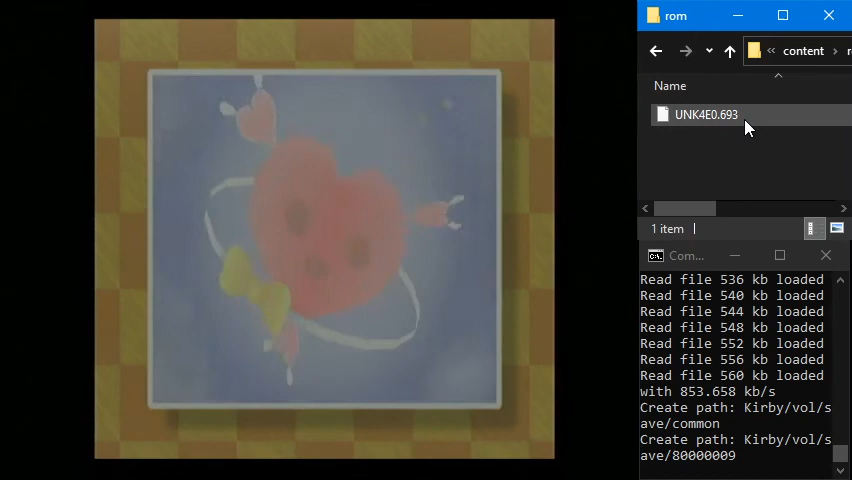 rom
« content › r
Name
UNK4E0.693
1 item
Com...
Read file 536 kb loaded
Read file 540 kb loaded
Read file 544 kb loaded
Read file 548 kb loaded
Read file 552 kb loaded
Read file 556 kb loaded
Read file 560 kb loaded
with 853.658 kb/s
Create path: Kirby/vol/s
ave/common
Create path: Kirby/vol/s
ave/80000009